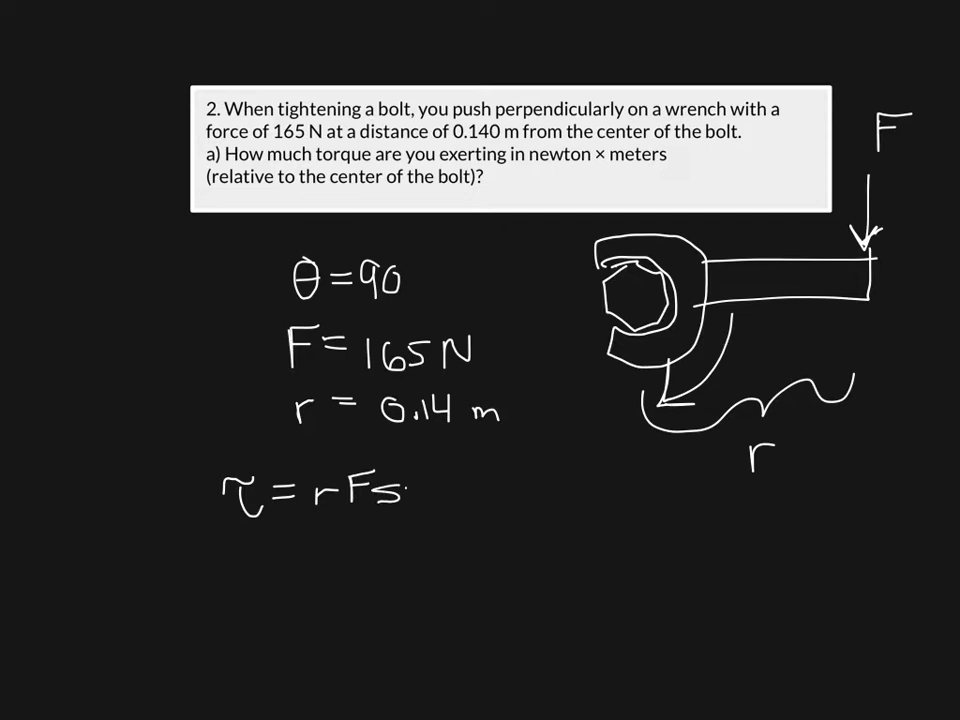 2. When tightening a bolt, you push perpendicularly on a wrench with a
force of 165 N at a distance of 0.140 m from the center of the bolt.
a) How much torque are you exerting in newton × meters
(relative to the center of the bolt)?
F
θ = 90
F = 165 N
r = 0.14 m
r
τ = r F s